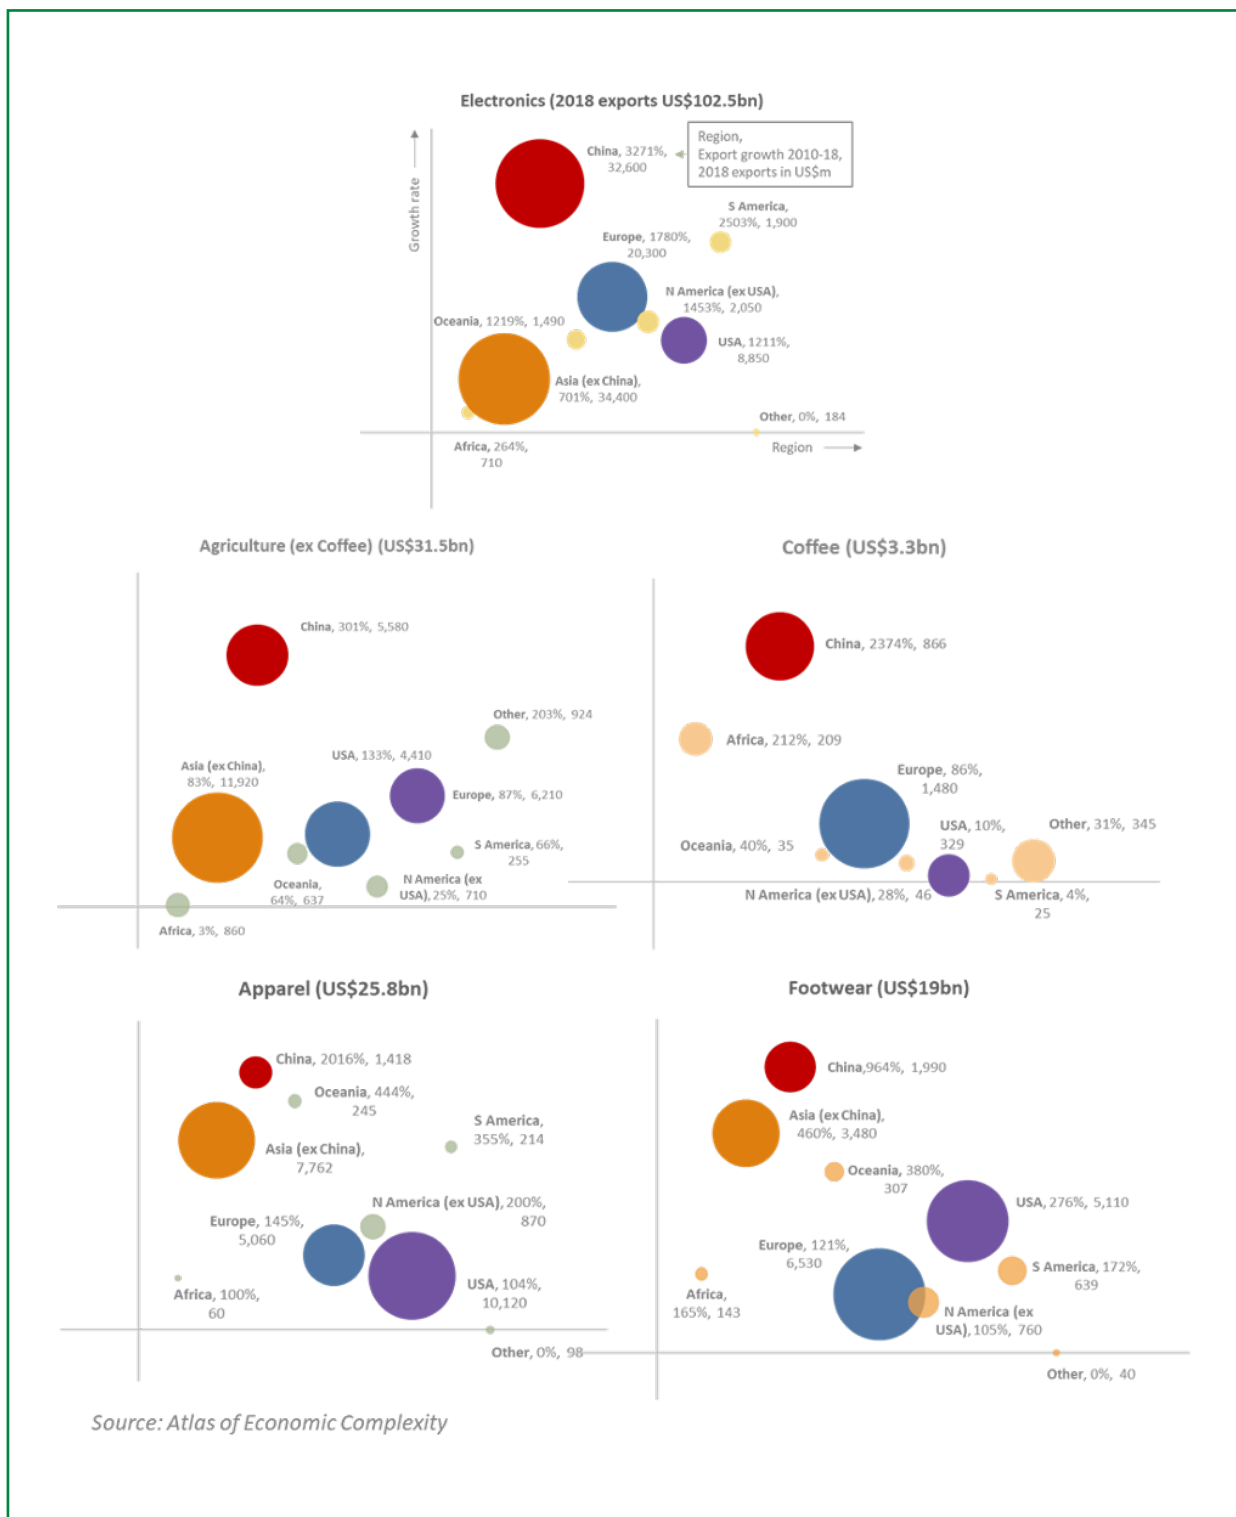 Electronics (2018 exports US$102.5bn)
Growth rate
China, 3271%,
32,600
Region,
Export growth 2010-18,
2018 exports in US$m
S America,
2503%, 1,900
Europe, 1780%,
20,300
N America (ex USA),
1453%, 2,050
Oceania, 1219%, 1,490
USA, 1211%,
8,850
Asia (ex China),
701%, 34,400
Other, 0%, 184
Africa, 264%,
710
Region
Agriculture (ex Coffee) (US$31.5bn)
China, 301%, 5,580
Other, 203%, 924
USA, 133%, 4,410
Asia (ex China),
83%, 11,920
Europe, 87%, 6,210
S America, 66%,
255
Oceania,
64%, 637
N America (ex
USA), 25%, 710
Africa, 3%, 860
Coffee (US$3.3bn)
China, 2374%, 866
Africa, 212%, 209
Europe, 86%,
1,480
USA, 10%,
329
Other, 31%, 345
Oceania, 40%, 35
N America (ex USA), 28%, 46
S America, 4%,
25
Apparel (US$25.8bn)
China, 2016%, 1,418
Oceania, 444%,
245
S America,
355%, 214
Asia (ex China),
7,762
N America (ex USA), 200%,
870
Europe, 145%,
5,060
USA, 104%,
10,120
Africa, 100%,
60
Other, 0%, 98
Footwear (US$19bn)
China,964%, 1,990
Asia (ex China),
460%, 3,480
Oceania, 380%,
307
USA, 276%, 5,110
Europe, 121%,
6,530
S America, 172%,
639
Africa,
165%, 143
N America (ex
USA), 105%, 760
Other, 0%, 40
Source: Atlas of Economic Complexity